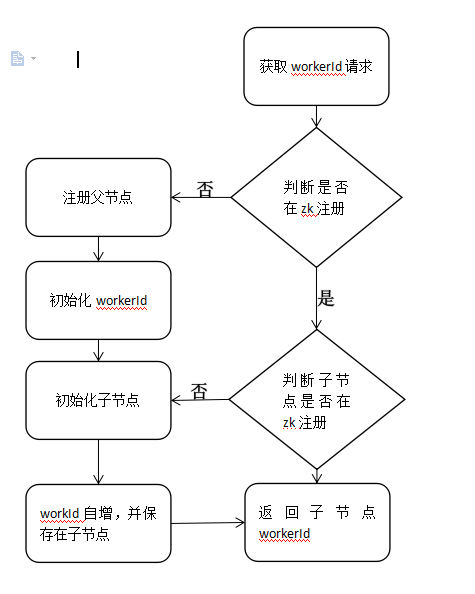 获取 workerId 请求
判断是否
在 zk 注册
否
注册父节点
是
初始化 workerId
判断子节
点是否在
zk 注册
否
初始化子节点
workId 自增，并保
存在子节点
返回子节点
workerId